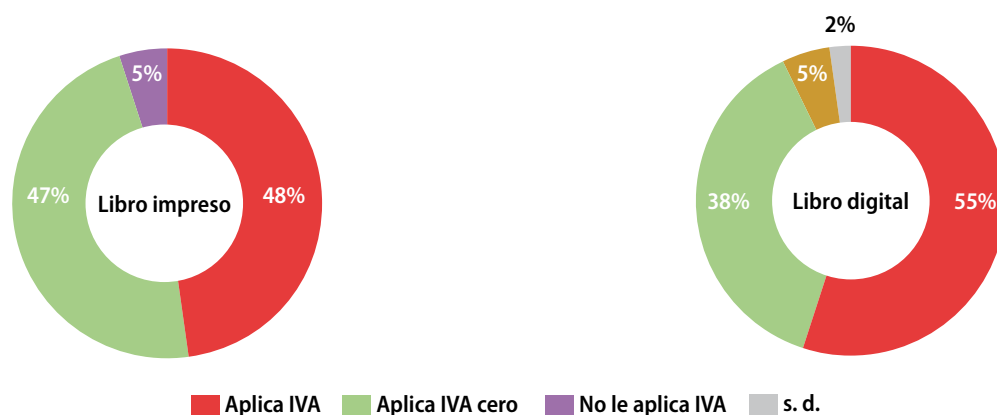 5%
47%
Libro impreso
48%
2%
5%
38%
Libro digital
55%
Aplica IVA
Aplica IVA cero
No le aplica IVA
s. d.